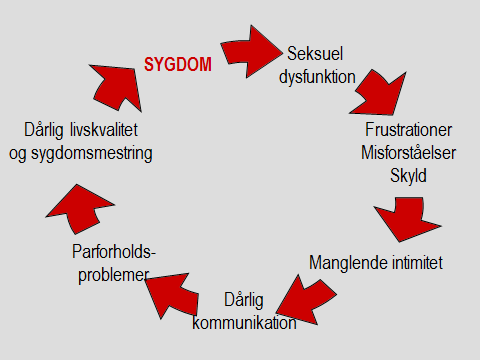 SYGDOM
Seksuel
dysfunktion
Frustrationer
Misforståelser
Skyld
Manglende intimitet
Dårlig
kommunikation
Parforholds-
problemer
Dårlig livskvalitet
og sygdomsmestring